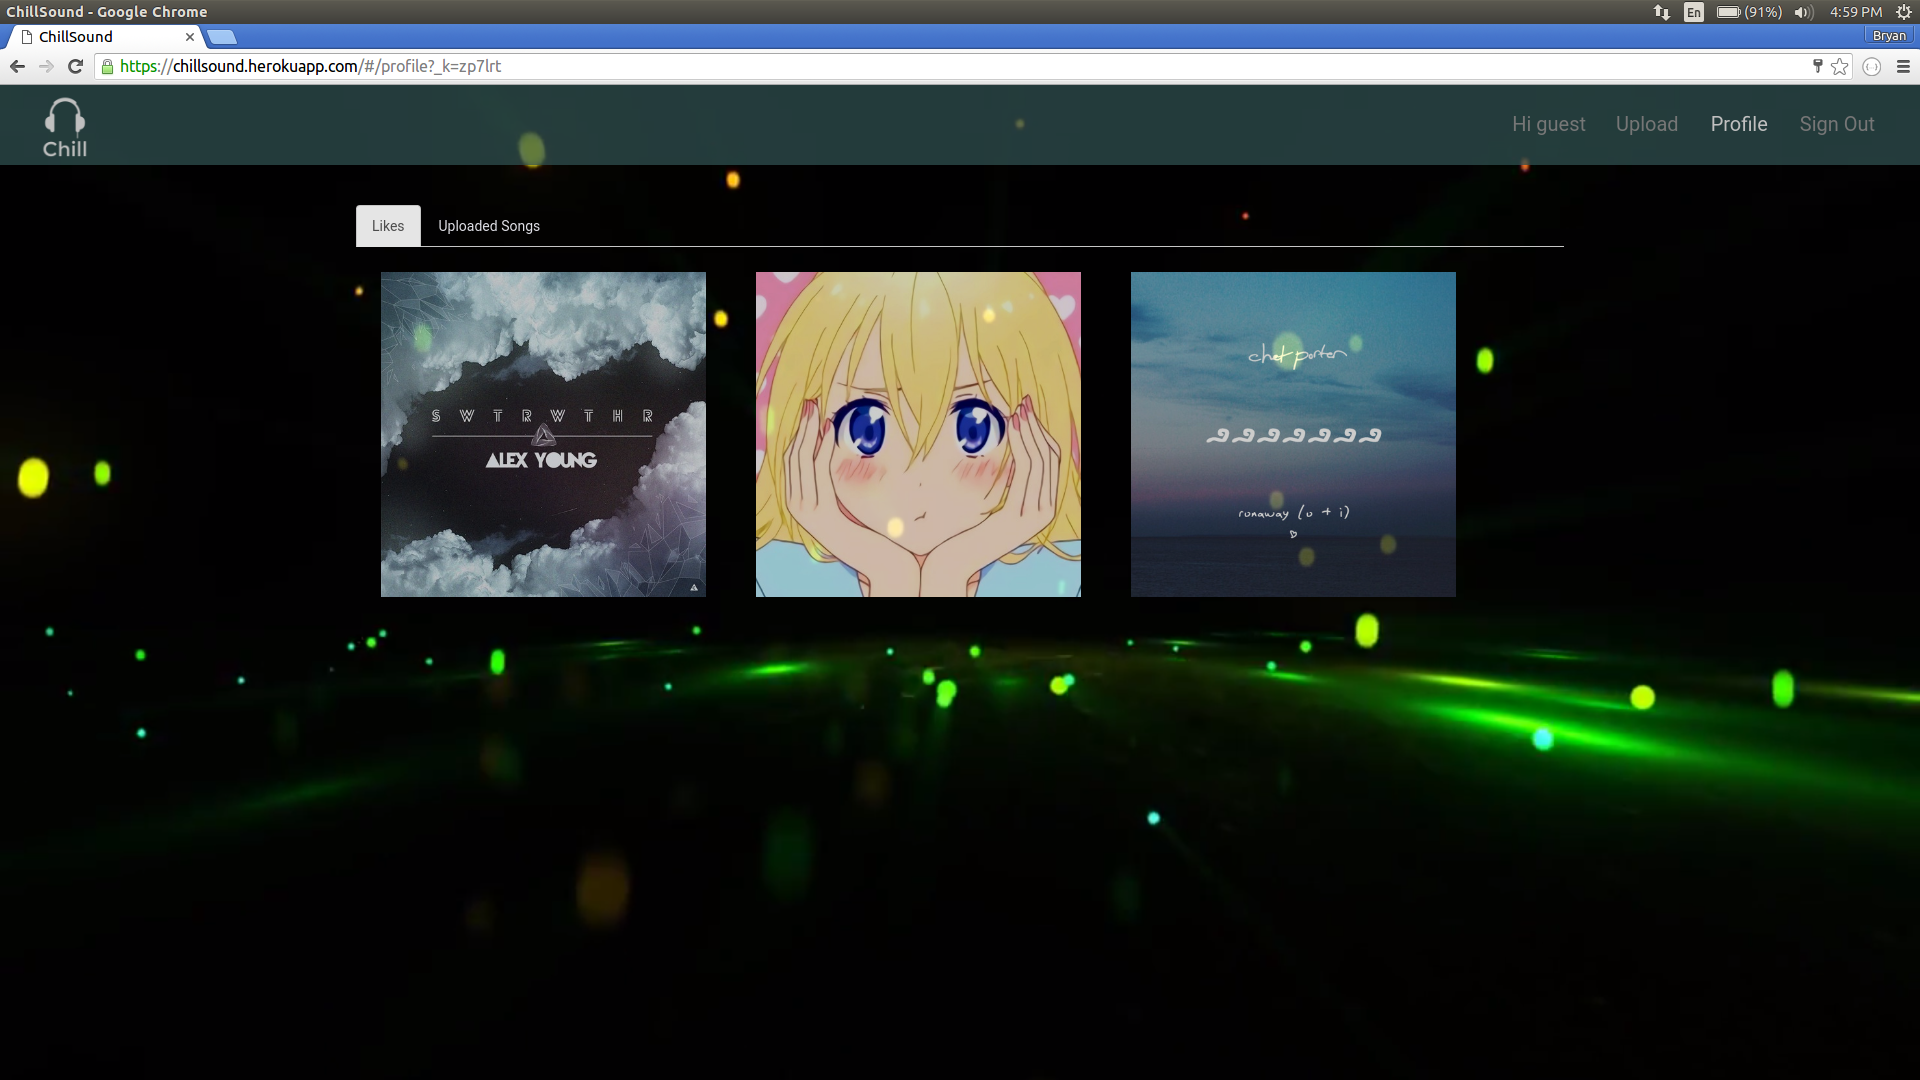 ChillSound - Google Chrome
En
(91%)
4:59 PM
ChillSound
Bryan
https://chillsound.herokuapp.com/#/profile?_k=zp7lrt
Chill
Hi guest
Upload
Profile
Sign Out
Likes
Uploaded Songs
SWTRWTHR
ALEX YOUNG
chet porter
runaway (o + i)